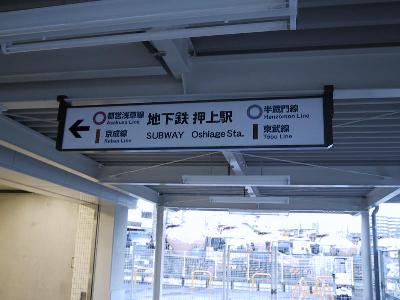 都営浅草線
Asakusa Line
京成線
Keisei Line
地下鉄 押上駅
SUBWAY Oshiage Sta.
半蔵門線
Hanzomon Line
東武線
Tobu Line